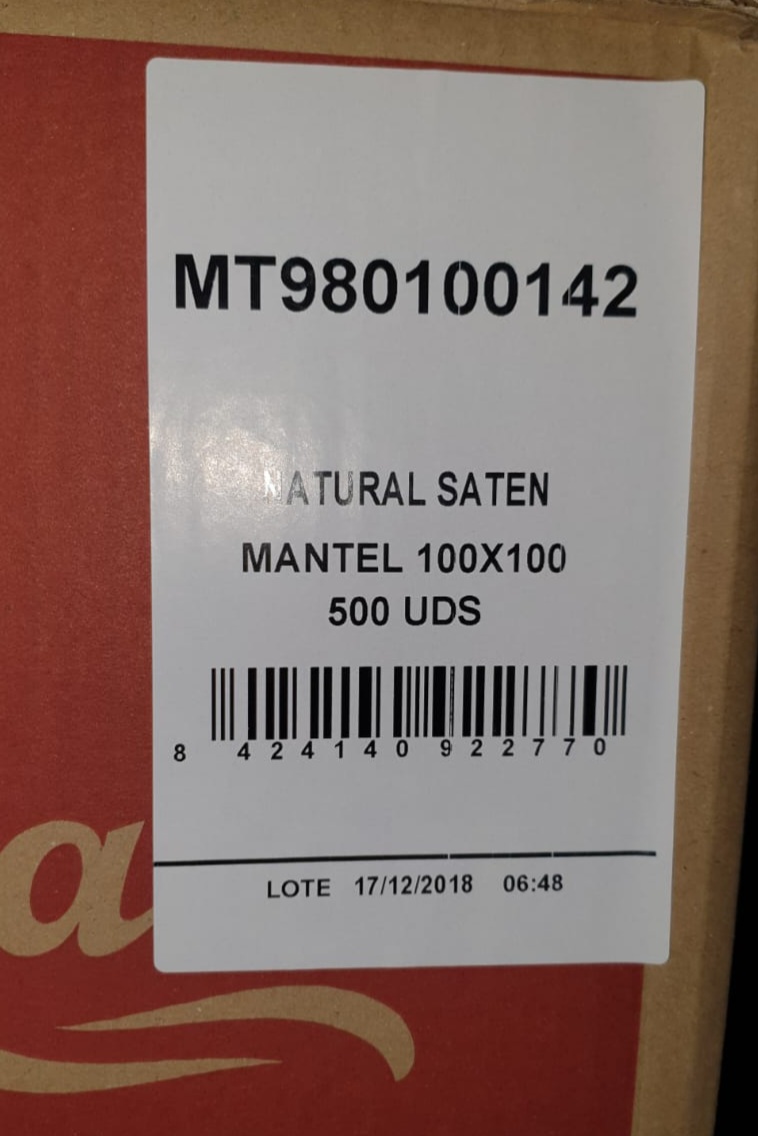 MT980100142
NATURAL SATEN
MANTEL 100X100
500 UDS
8 424140 922770
LOTE 17/12/2018 06:48
a